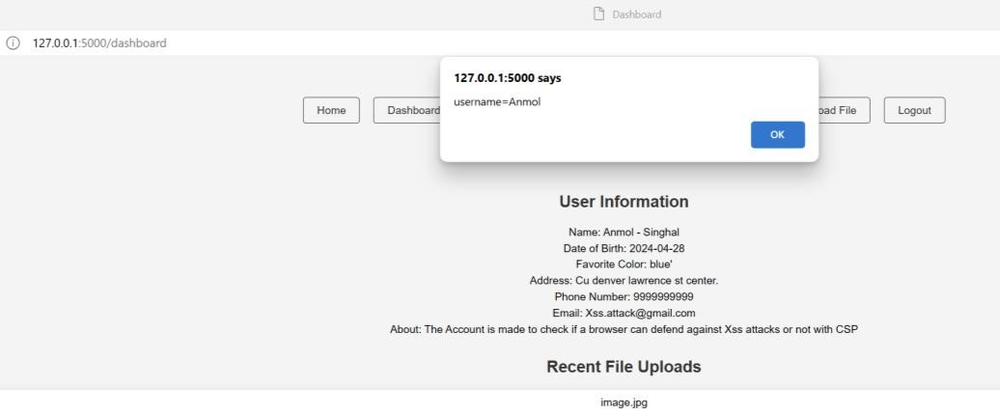 Dashboard
127.0.0.1:5000/dashboard
127.0.0.1:5000 says
username=Anmol
OK
Home Dashboard File Logout
User Information
Name: Anmol - Singhal
Date of Birth: 2024-04-28
Favorite Color: blue'
Address: Cu denver lawrence st center.
Phone Number: 9999999999
Email: Xss.attack@gmail.com
About: The Account is made to check if a browser can defend against Xss attacks or not with CSP
Recent File Uploads
image.jpg